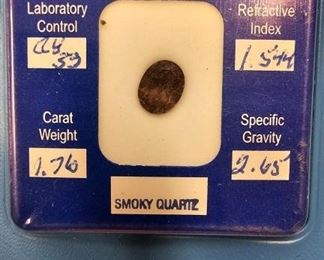 Laboratory Control
Refractive Index
1.544
Carat Weight
1.76
Specific Gravity
2.65
SMOKY QUARTZ